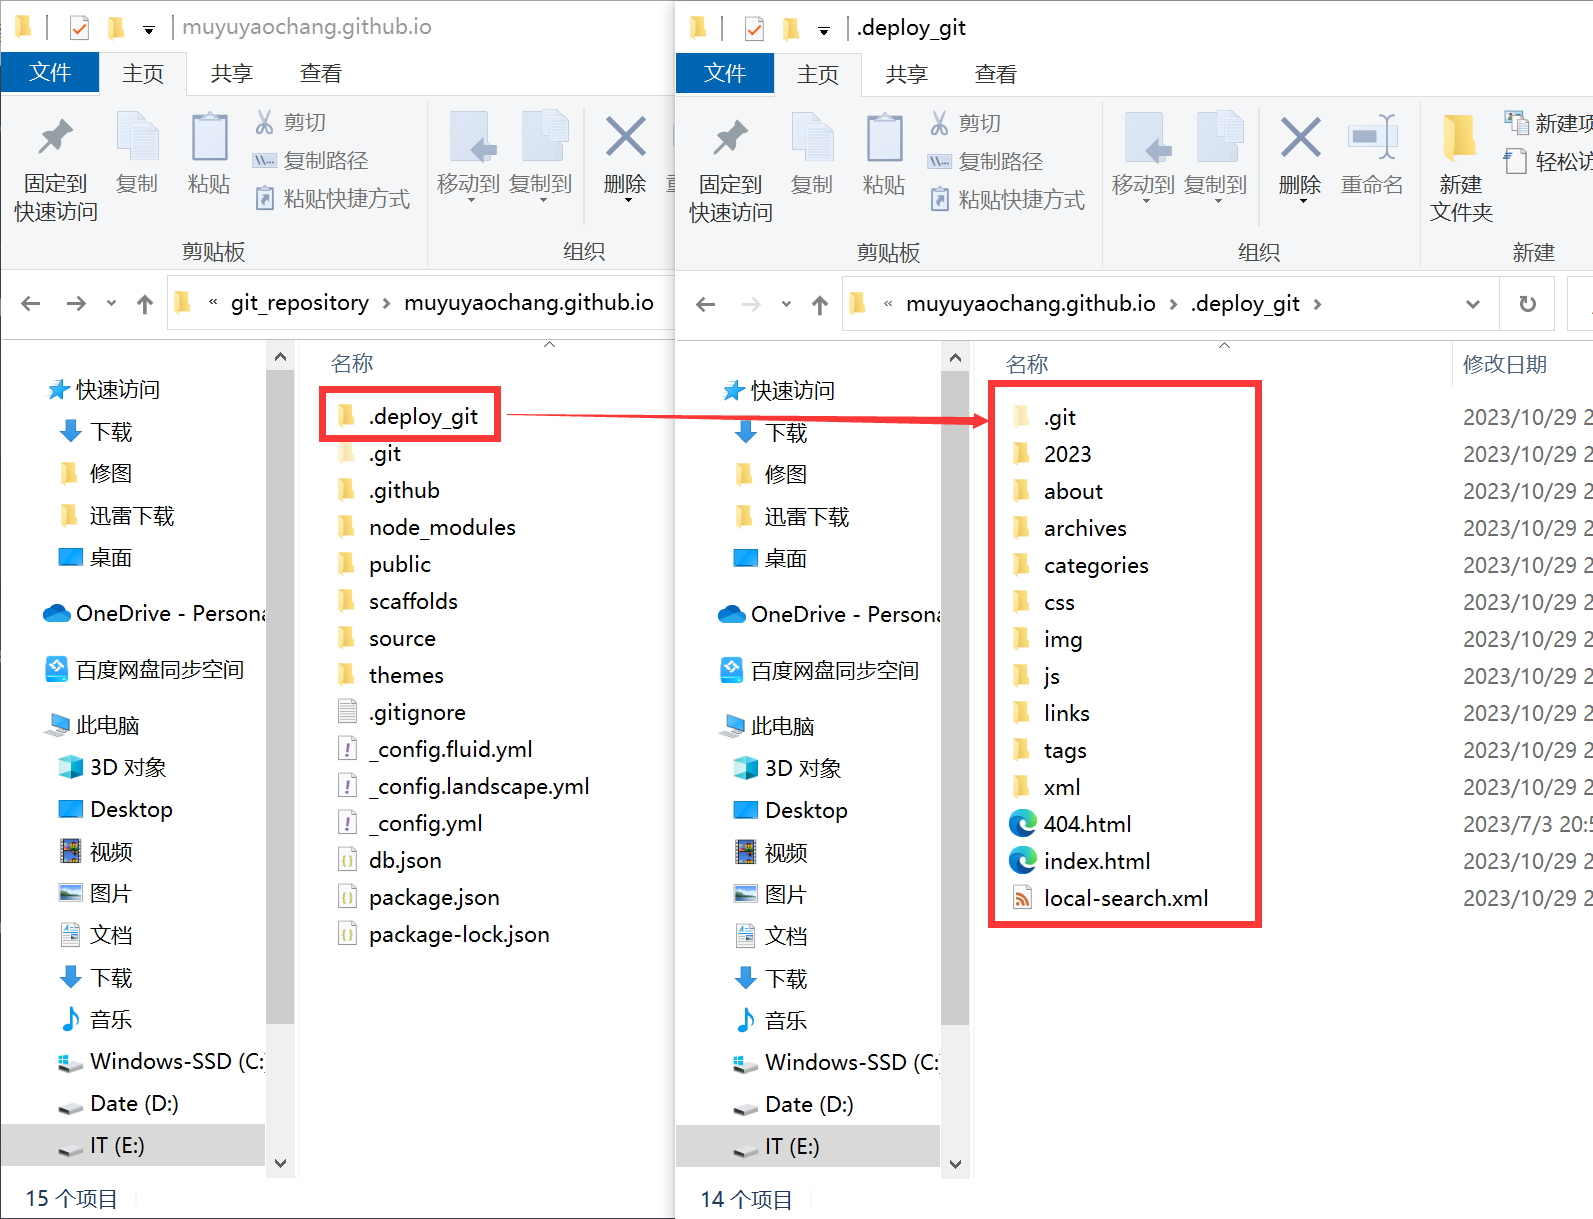 muyuyaochang.github.io
文件
主页
共享
查看
固定到
快速访问
复制
粘贴
剪切
复制路径
粘贴快捷方式
剪贴板
移动到
复制到
删除
组织
« git_repository › muyuyaochang.github.io
快速访问
下载
修图
迅雷下载
桌面
OneDrive - Persona
百度网盘同步空间
此电脑
3D 对象
Desktop
视频
图片
文档
下载
音乐
Windows-SSD (C:)
Date (D:)
IT (E:)
名称
.deploy_git
.git
.github
node_modules
public
scaffolds
source
themes
.gitignore
_config.fluid.yml
_config.landscape.yml
_config.yml
db.json
package.json
package-lock.json
15 个项目
.deploy_git
文件
主页
共享
查看
固定到
快速访问
复制
粘贴
剪切
复制路径
粘贴快捷方式
剪贴板
移动到
复制到
删除
重命名
组织
新建
文件夹
新建项
轻松访
新建
« muyuyaochang.github.io › .deploy_git ›
快速访问
下载
修图
迅雷下载
桌面
OneDrive - Persona
百度网盘同步空间
此电脑
3D 对象
Desktop
视频
图片
文档
下载
音乐
Windows-SSD (C:)
Date (D:)
IT (E:)
名称 修改日期
.git 2023/10/29 2
2023 2023/10/29 2
about 2023/10/29 2
archives 2023/10/29 2
categories 2023/10/29 2
css 2023/10/29 2
img 2023/10/29 2
js 2023/10/29 2
links 2023/10/29 2
tags 2023/10/29 2
xml 2023/10/29 2
404.html 2023/7/3 20:5
index.html 2023/10/29 2
local-search.xml 2023/10/29 2
14 个项目